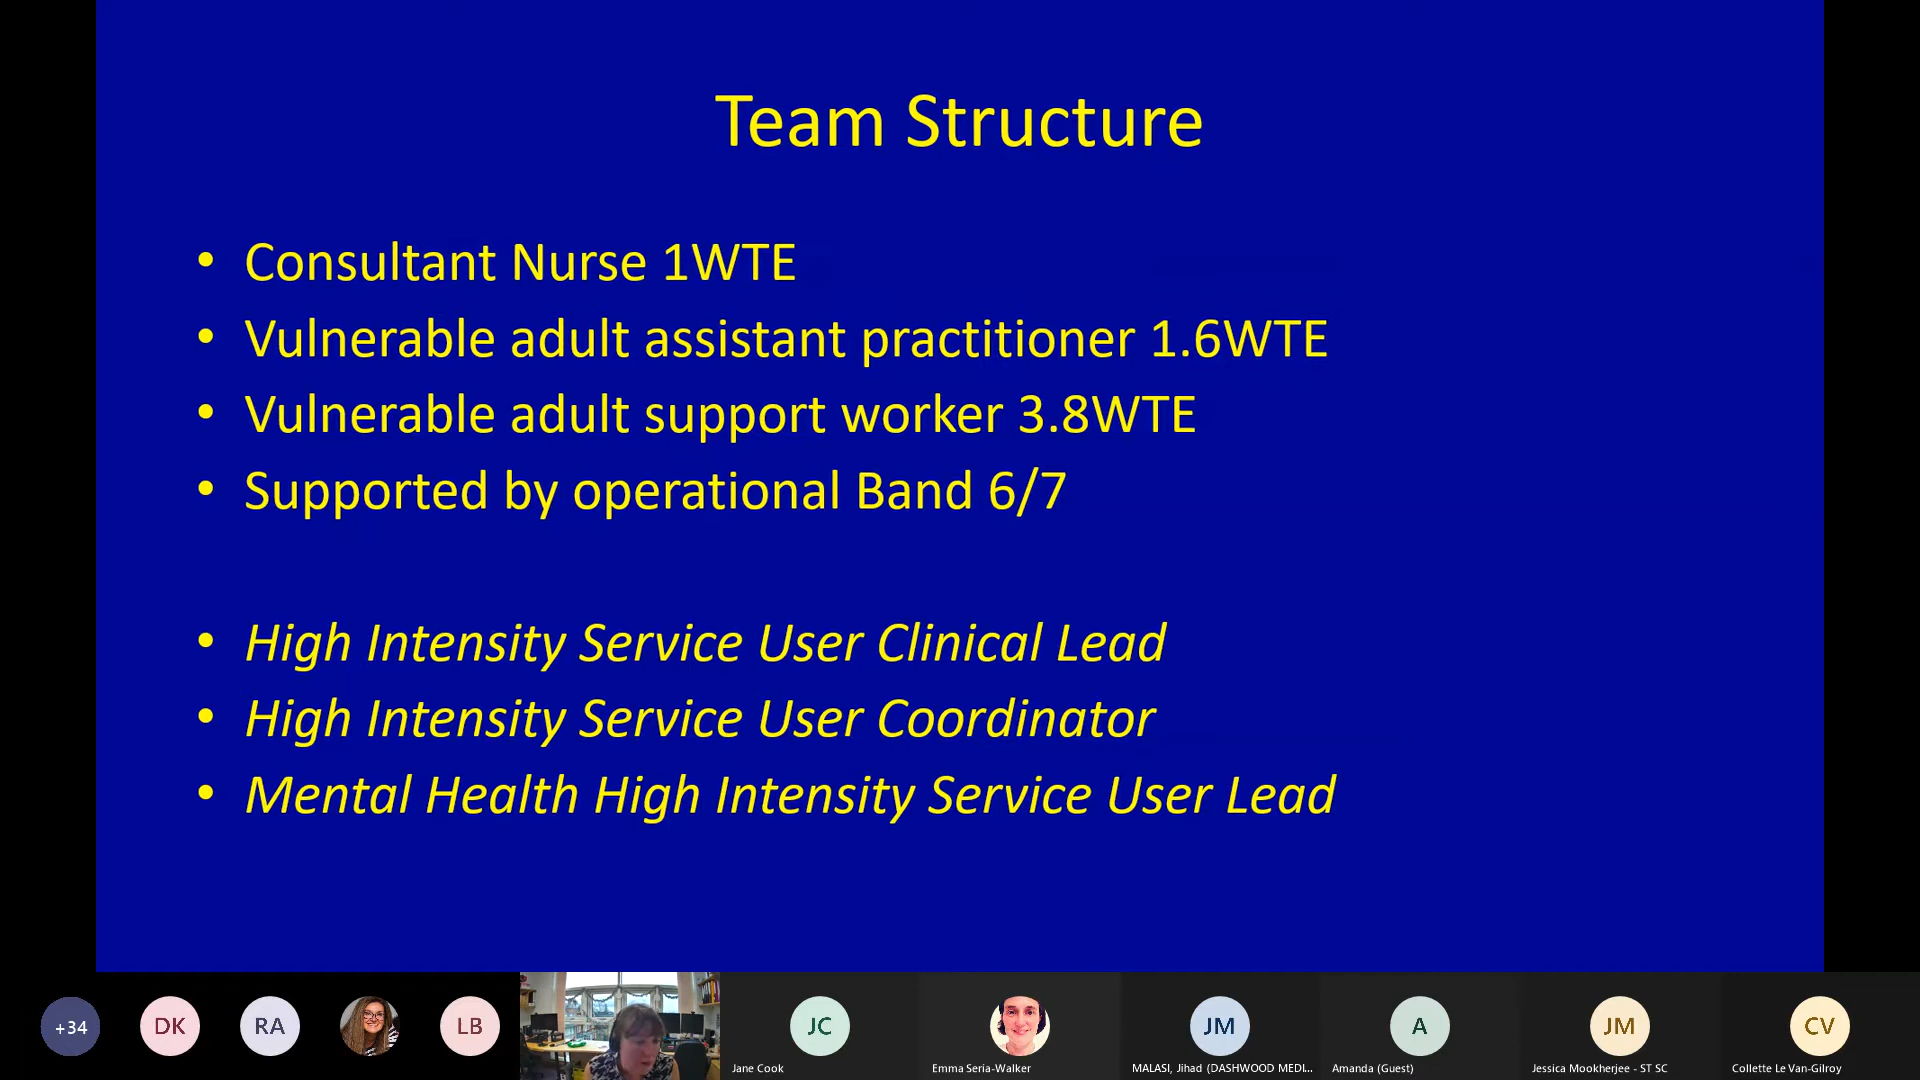 Team Structure
• Consultant Nurse 1WTE
• Vulnerable adult assistant practitioner 1.6WTE
• Vulnerable adult support worker 3.8WTE
• Supported by operational Band 6/7
• High Intensity Service User Clinical Lead
• High Intensity Service User Coordinator
• Mental Health High Intensity Service User Lead
+34
DK
RA
LB
JC
JM
A
JM
CV
Jane Cook
Emma Seria-Walker
MALASI, Jihad (DASHWOOD MEDI...
Amanda (Guest)
Jessica Mookherjee - ST SC
Collette Le Van-Gilroy